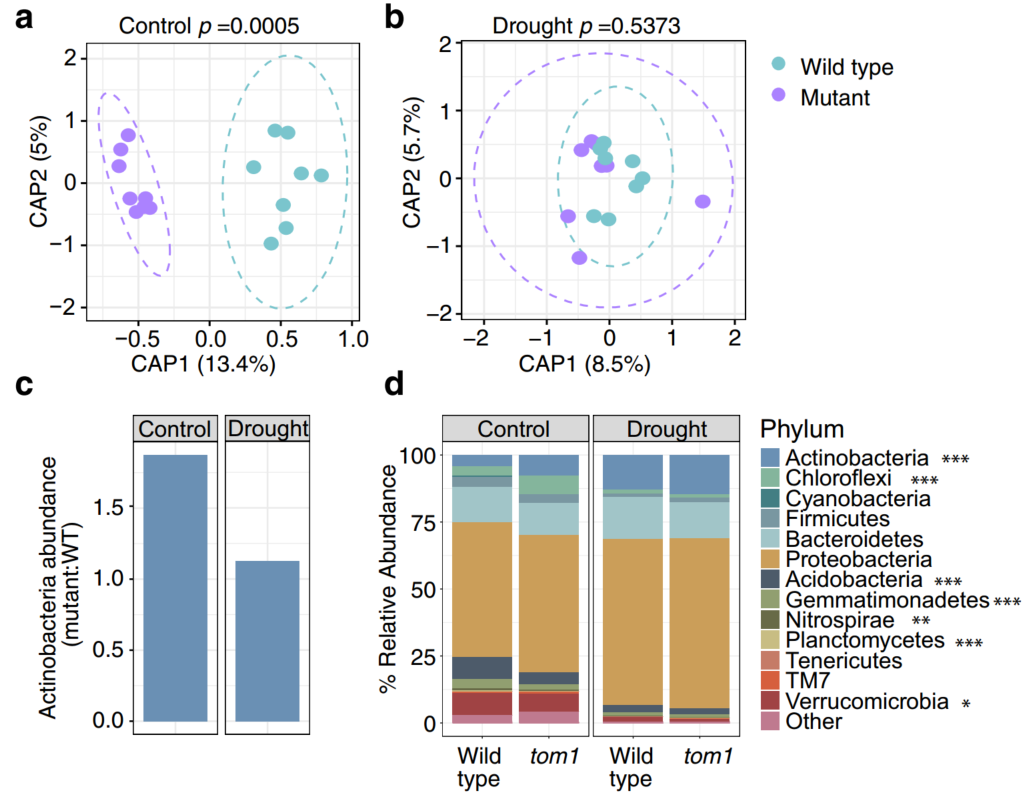 a
Control p =0.0005
2
1
0
−1
−2
CAP2 (5%)
−0.5
0.0
0.5
1.0
CAP1 (13.4%)
b
Drought p =0.5373
2
1
0
−1
−2
CAP2 (5.7%)
−2
−1
0
1
2
CAP1 (8.5%)
Wild type
Mutant
c
Control
Drought
1.5
1.0
0.5
0.0
Actinobacteria abundance
(mutant:WT)
d
Control
Drought
100
75
50
25
0
% Relative Abundance
Wild
type
tom1
Wild
type
tom1
Phylum
Actinobacteria ***
Chloroflexi ***
Cyanobacteria
Firmicutes
Bacteroidetes
Proteobacteria
Acidobacteria ***
Gemmatimonadetes ***
Nitrospirae **
Planctomycetes ***
Tenericutes
TM7
Verrucomicrobia *
Other